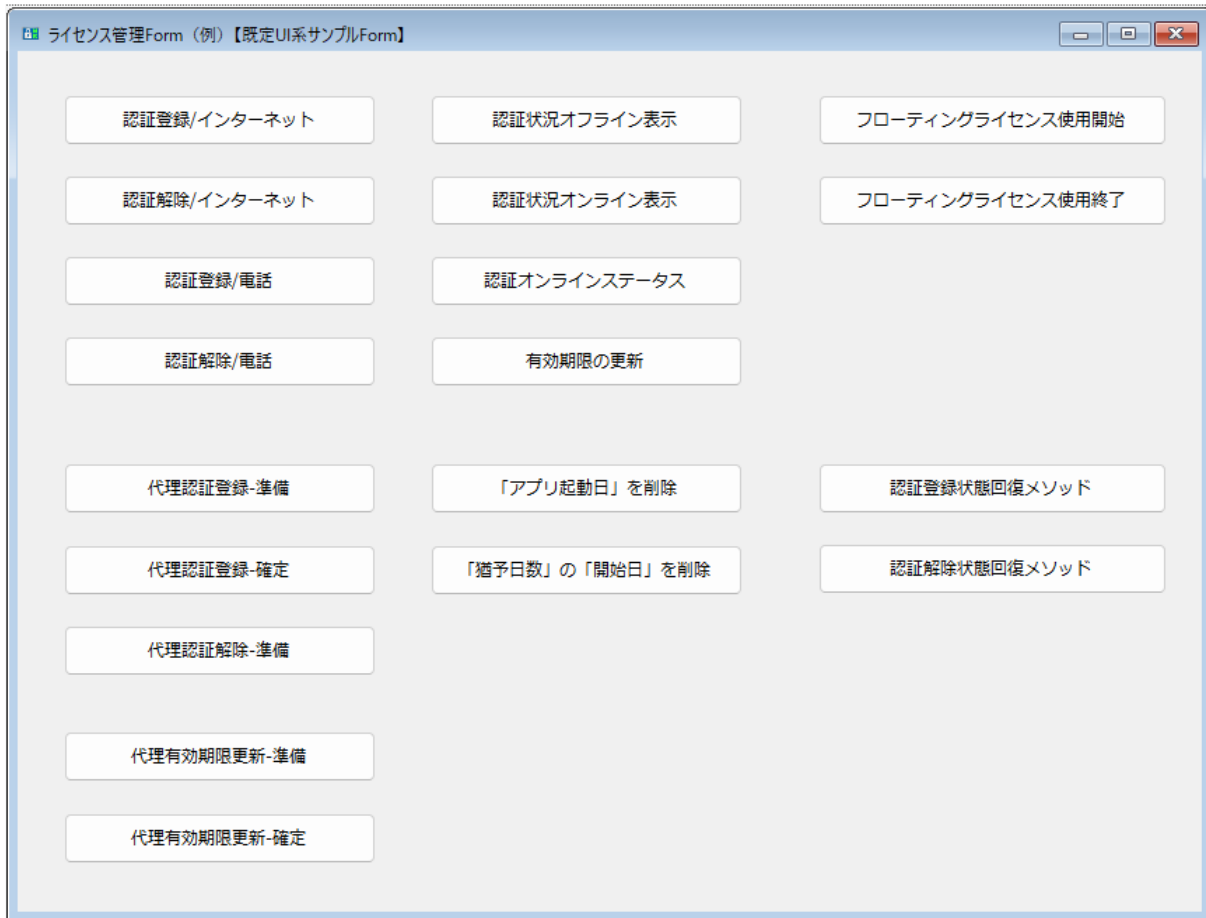 ライセンス管理Form（例）【既定UI系サンプルForm】
認証登録/インターネット
認証状況オフライン表示
フローティングライセンス使用開始
認証解除/インターネット
認証状況オンライン表示
フローティングライセンス使用終了
認証登録/電話
認証オンラインステータス
認証解除/電話
有効期限の更新
代理認証登録-準備
「アプリ起動日」を削除
認証登録状態回復メソッド
代理認証登録-確定
「猶予日数」の「開始日」を削除
認証解除状態回復メソッド
代理認証解除-準備
代理有効期限更新-準備
代理有効期限更新-確定